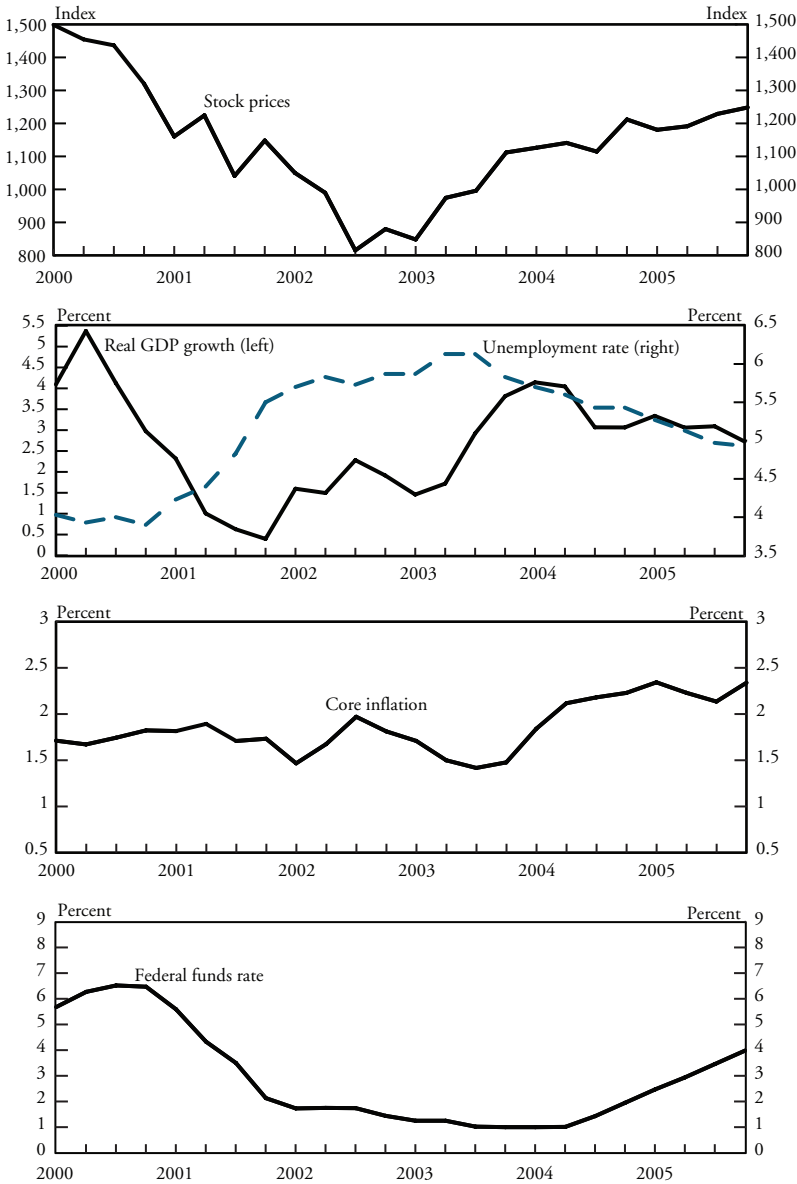 Index Index
1,500 1,500
1,400 1,400
1,300 1,300
Stock prices
1,200 1,200
1,100 1,100
1,000 1,000
900 900
800 800
2000 2001 2002 2003 2004 2005
Percent Percent
5.5 6.5
5 Real GDP growth (left) Unemployment rate (right)
4.5 6
4
3.5 5.5
3
2.5 5
2
1.5 4.5
1 4
0.5
0 3.5
2000 2001 2002 2003 2004 2005
Percent Percent
3 3
2.5 2.5
Core inflation
2 2
1.5 1.5
1 1
0.5 0.5
2000 2001 2002 2003 2004 2005
Percent Percent
9 9
8 8
7 Federal funds rate 7
6 6
5 5
4 4
3 3
2 2
1 1
0 0
2000 2001 2002 2003 2004 2005